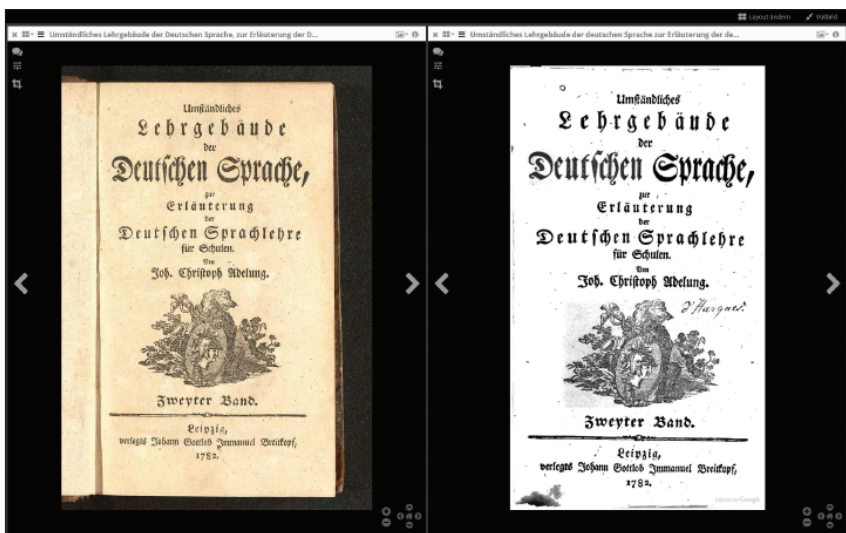 Layout ändern Vollbild
Umständliches Lehrgebäude der Deutschen Sprache, zur Erläuterung der D...
Umständliches
Lehrgebäude
der
Deutschen Sprache,
zur
Erläuterung
der
Deutschen Sprachlehre
für Schulen.
Von
Joh. Christoph Adelung.
Zweyter Band.
Leipzig,
verlegts Johann Gottlob Immanuel Breitkopf,
1782.
Umständliches Lehrgebäude der deutschen Sprache zur Erläuterung der de...
Umständliches
Lehrgebäude
der
Deutschen Sprache,
zur
Erläuterung
der
Deutschen Sprachlehre
für Schulen.
Von
Joh. Christoph Adelung.
d'Hargues.
Zweyter Band.
Leipzig,
verlegts Johann Gottlob Immanuel Breitkopf,
1782.
Digitized by Google